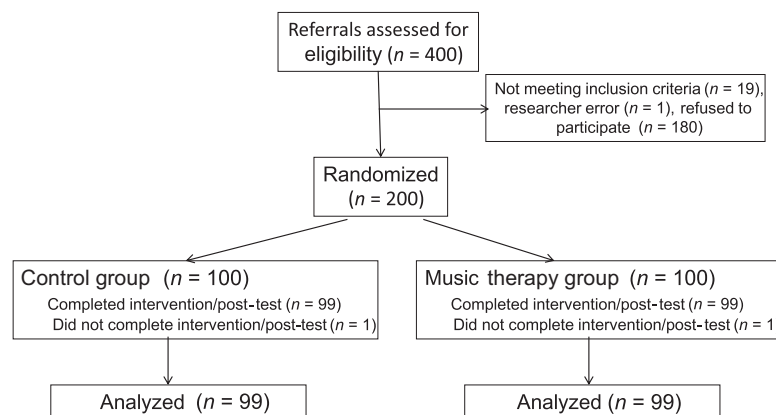 Referrals assessed for
eligibility (n = 400)
Not meeting inclusion criteria (n = 19),
researcher error (n = 1), refused to
participate (n = 180)
Randomized
(n = 200)
Control group (n = 100)
Completed intervention/post-test (n = 99)
Did not complete intervention/post-test (n = 1)
Music therapy group (n = 100)
Completed intervention/post-test (n = 99)
Did not complete intervention/post-test (n = 1
Analyzed (n = 99)
Analyzed (n = 99)